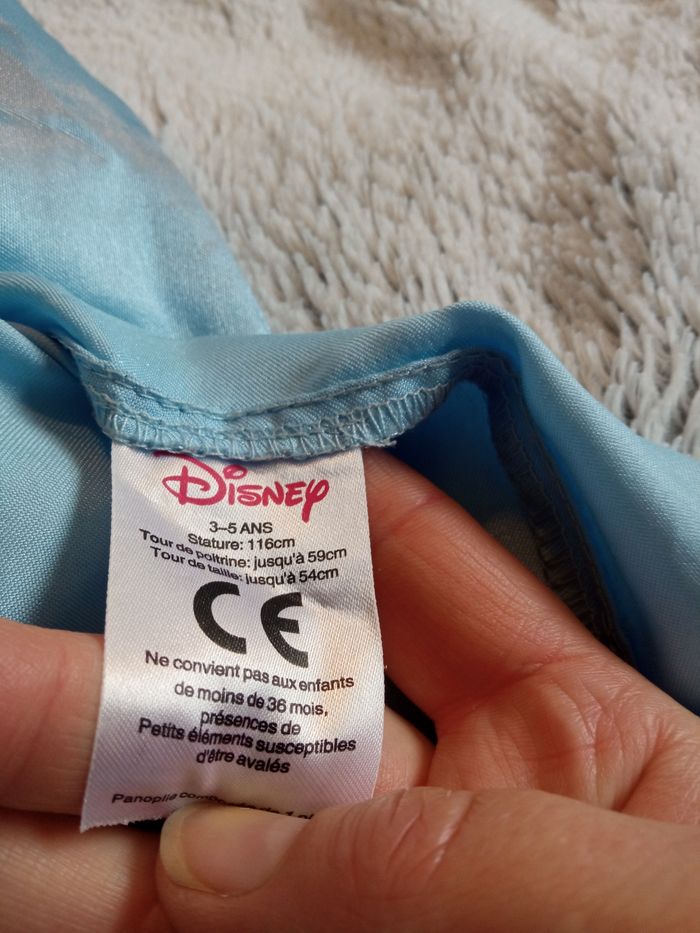 Disney
3–5 ANS
Stature: 116cm
Tour de poitrine: jusqu'à 59cm
Tour de taille: jusqu'à 54cm
CE
Ne convient pas aux enfants
de moins de 36 mois,
présences de
Petits éléments susceptibles
d'être avalés
Panoplie